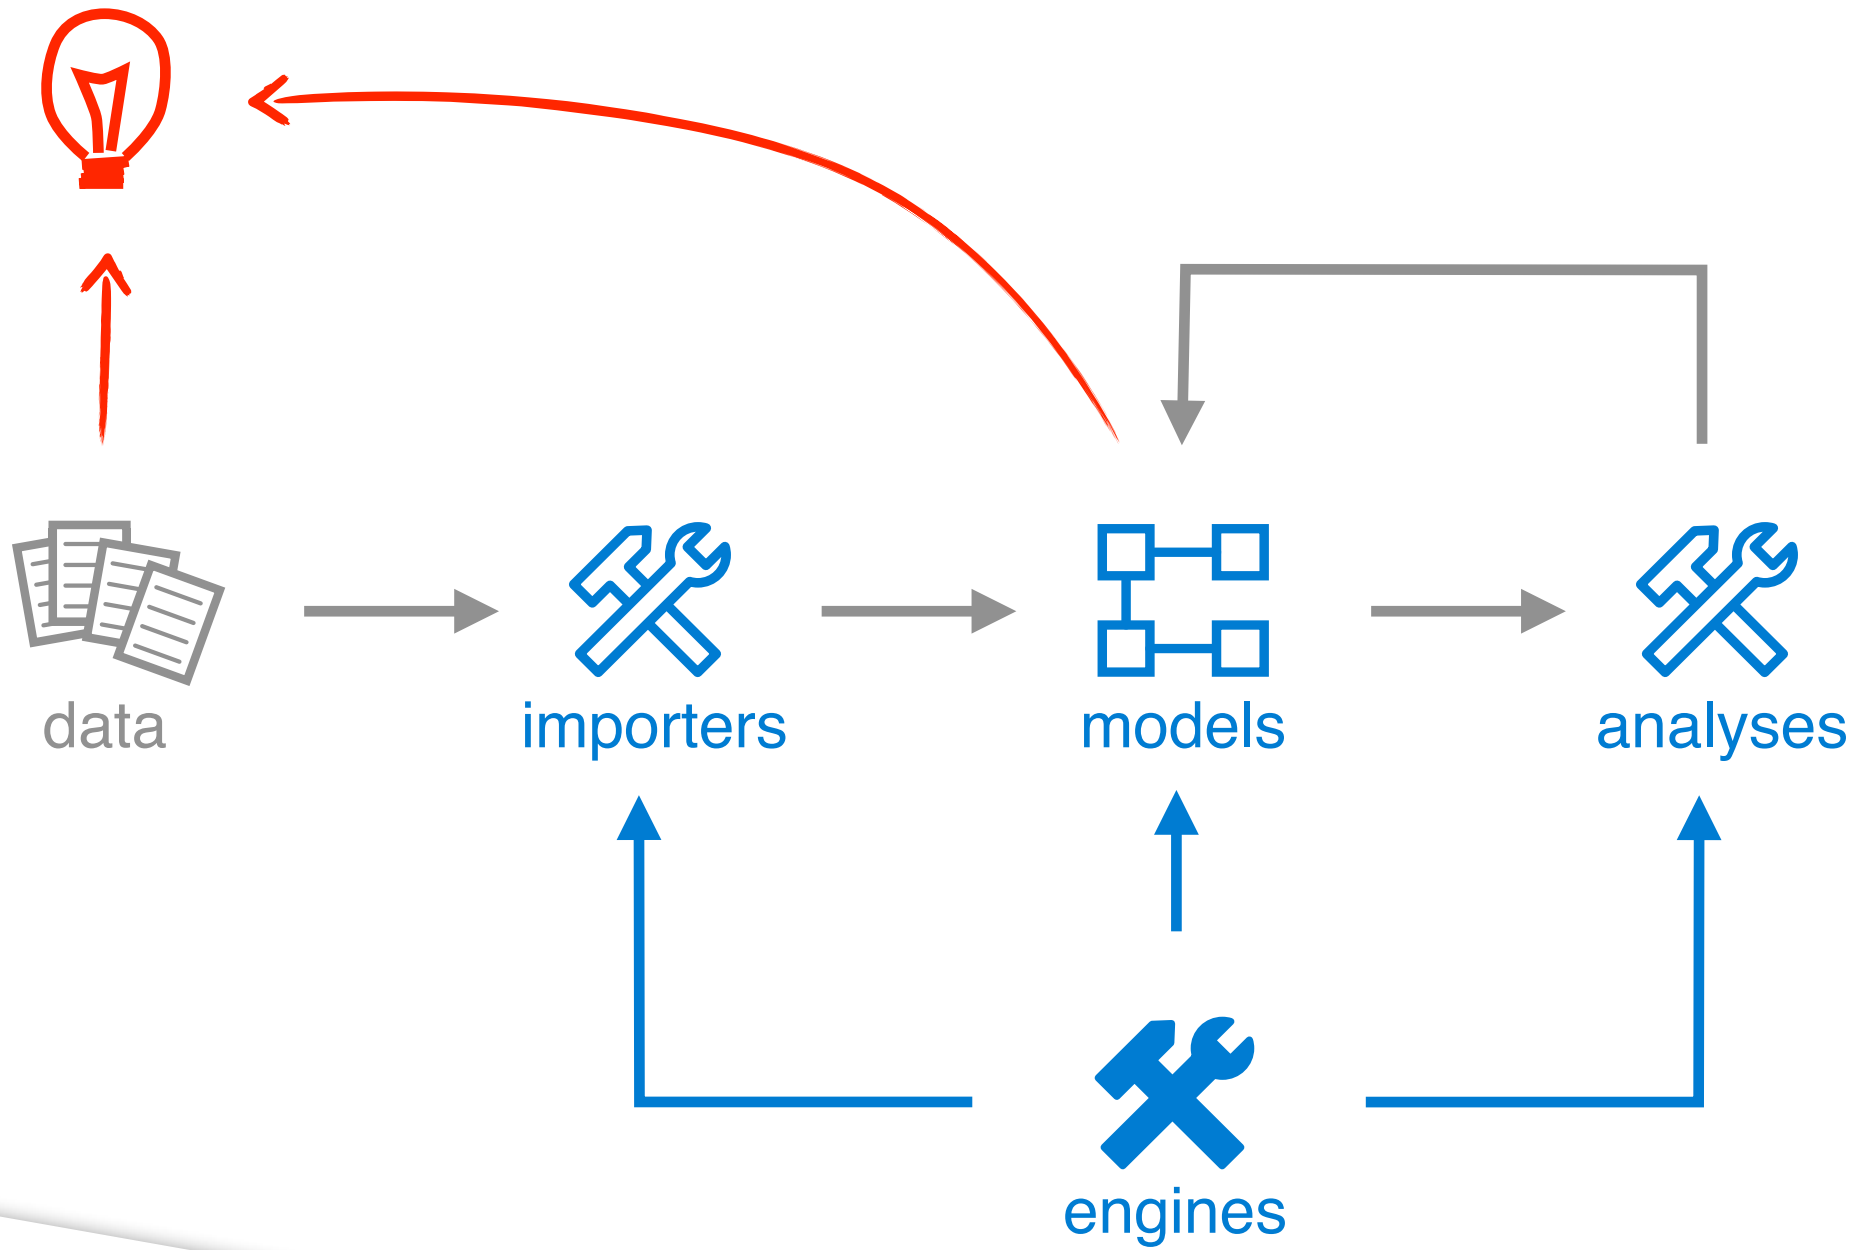 data
importers
models
analyses
engines